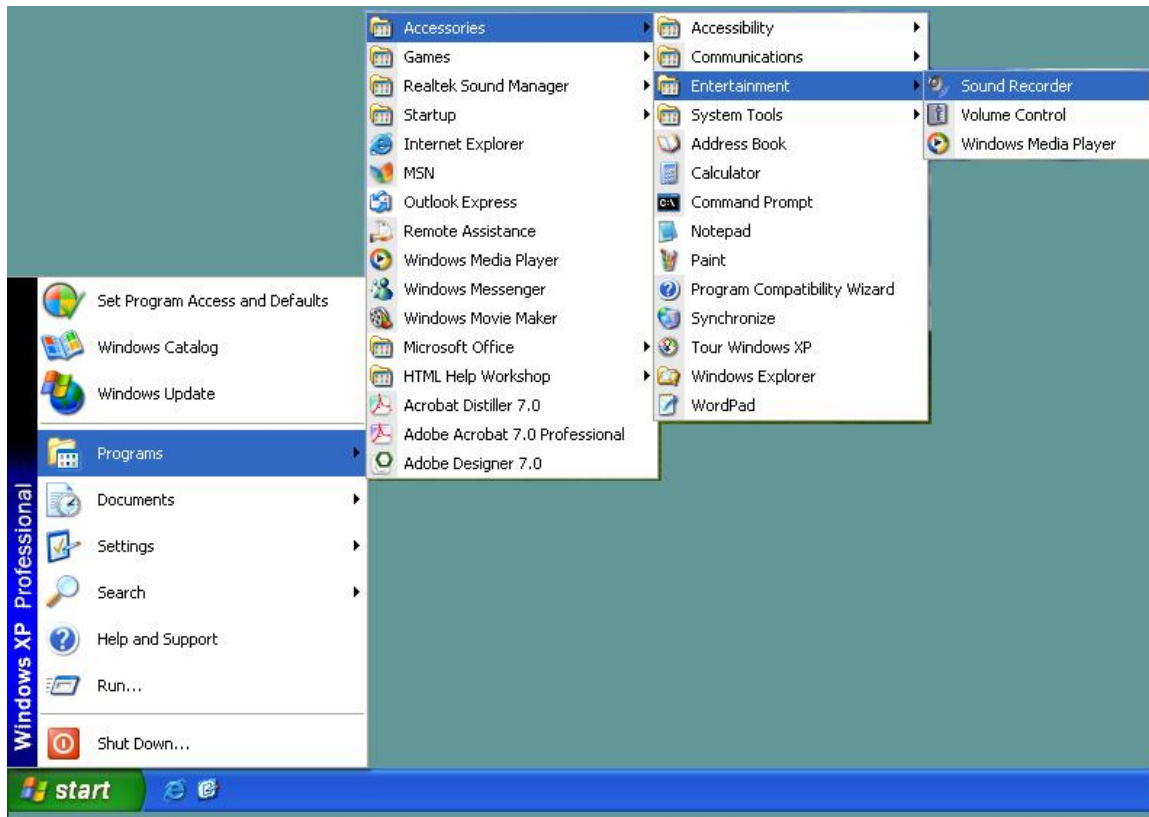 Accessories
Games
Realtek Sound Manager
Startup
Internet Explorer
MSN
Outlook Express
Remote Assistance
Windows Media Player
Windows Messenger
Windows Movie Maker
Microsoft Office
HTML Help Workshop
Acrobat Distiller 7.0
Adobe Acrobat 7.0 Professional
Adobe Designer 7.0
Accessibility
Communications
Entertainment
System Tools
Address Book
Calculator
Command Prompt
Notepad
Paint
Program Compatibility Wizard
Synchronize
Tour Windows XP
Windows Explorer
WordPad
Sound Recorder
Volume Control
Windows Media Player
Set Program Access and Defaults
Windows Catalog
Windows Update
Programs
Documents
Settings
Search
Help and Support
Run...
Shut Down...
Windows XP Professional
start